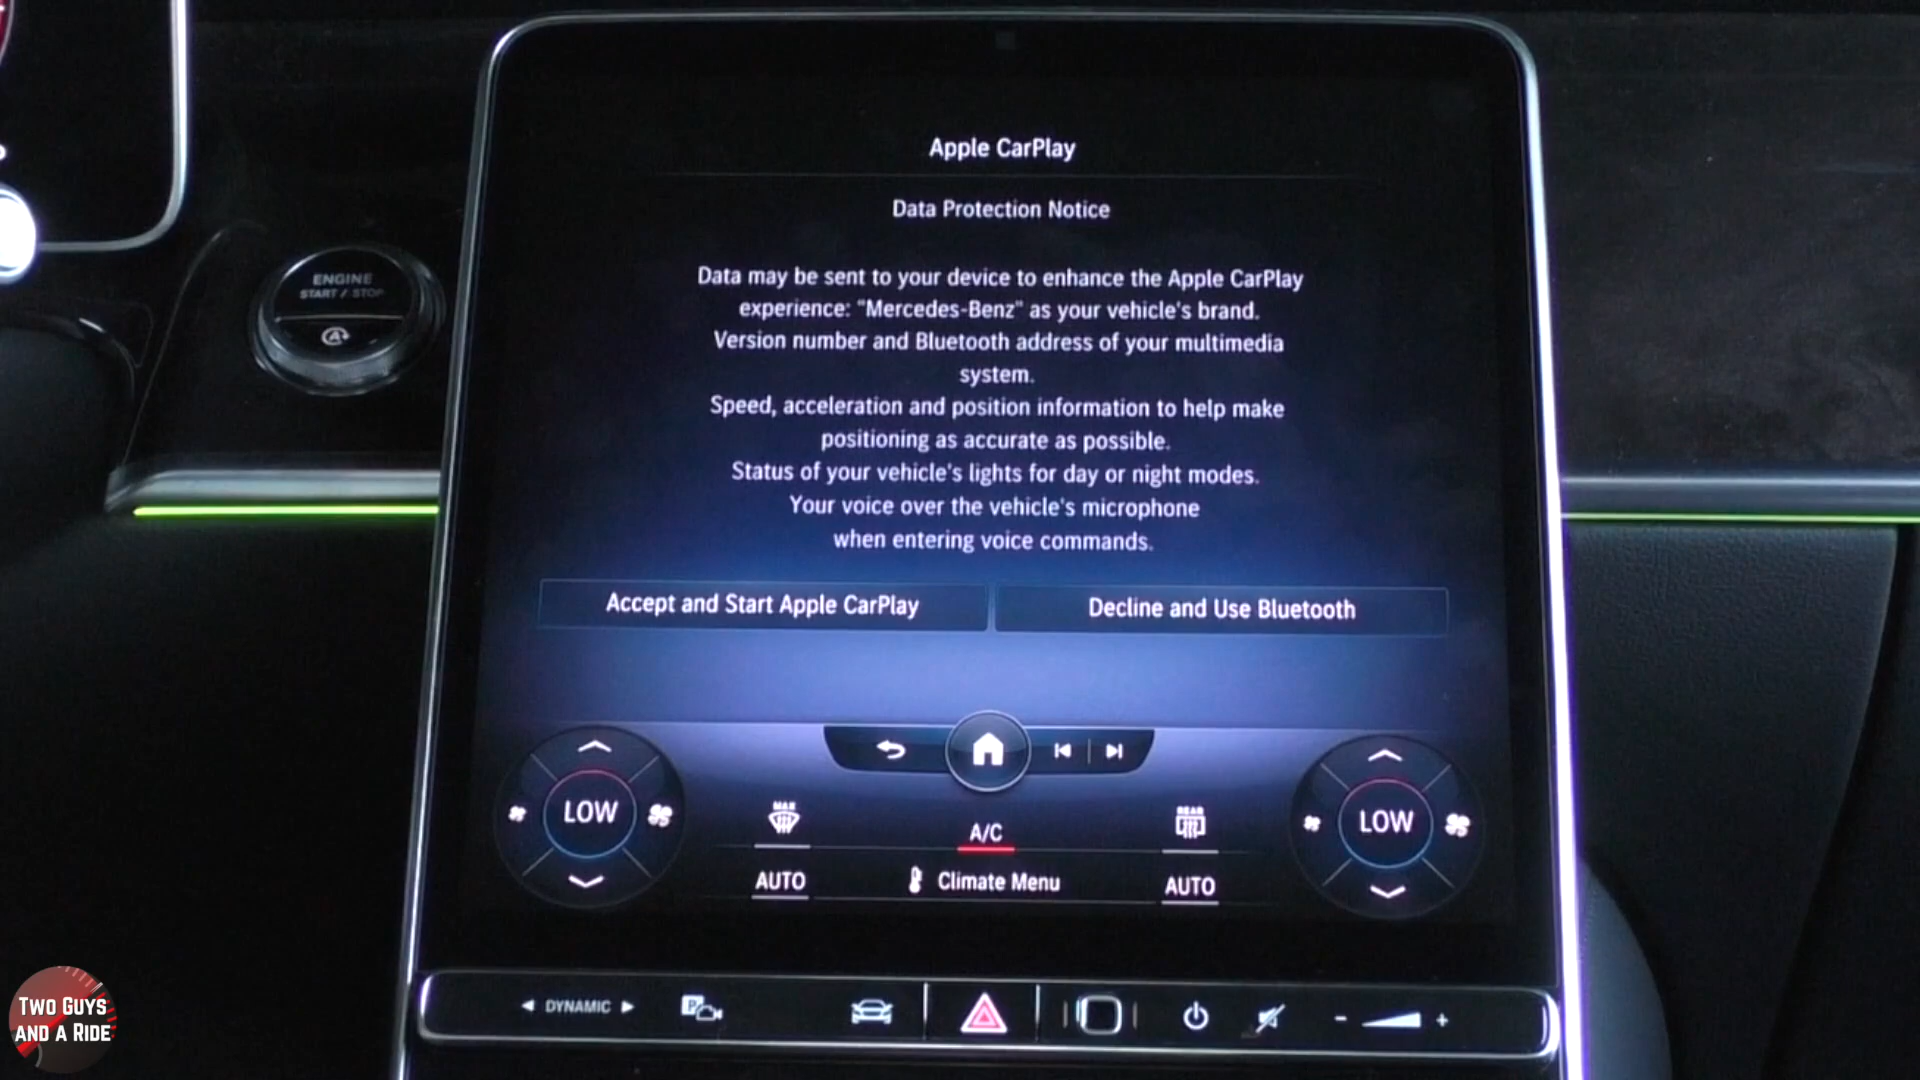 Apple CarPlay
Data Protection Notice
Data may be sent to your device to enhance the Apple CarPlay
experience: "Mercedes-Benz" as your vehicle's brand.
Version number and Bluetooth address of your multimedia
system.
Speed, acceleration and position information to help make
positioning as accurate as possible.
Status of your vehicle's lights for day or night modes.
Your voice over the vehicle's microphone
when entering voice commands.
Accept and Start Apple CarPlay
Decline and Use Bluetooth
ENGINE
START / STOP
A
LOW
MAX
A/C
REAR
LOW
AUTO
Climate Menu
AUTO
DYNAMIC
P
- +
TWO GUYS
AND A RIDE